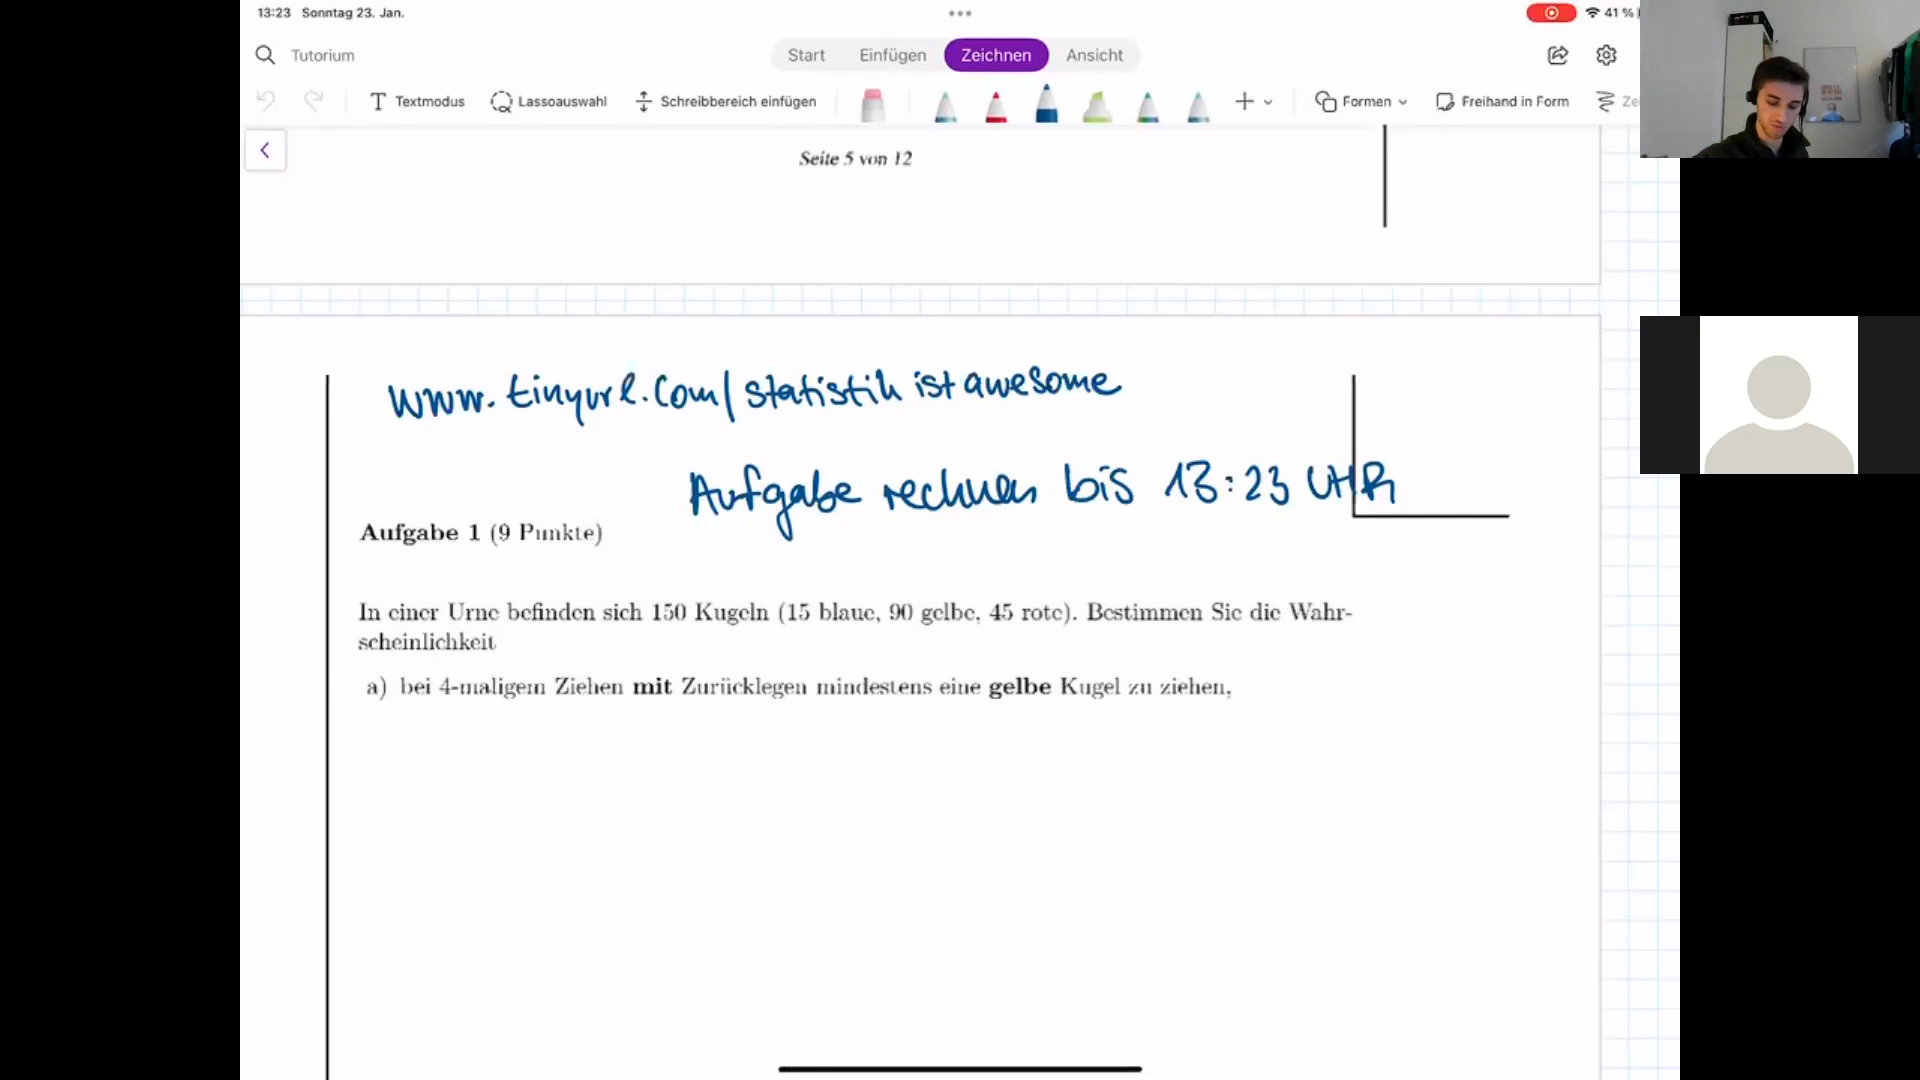 13:23 Sonntag 23. Jan.
41 %
Tutorium
Start Einfügen Zeichnen Ansicht
Textmodus Lassoauswahl Schreibbereich einfügen Formen Freihand in Form
Seite 5 von 12
www.tinyurl.com/statistik ist awesome
Aufgabe rechnen bis 13:23 UHR
Aufgabe 1 (9 Punkte)
In einer Urne befinden sich 150 Kugeln (15 blaue, 90 gelbe, 45 rote). Bestimmen Sie die Wahr-
scheinlichkeit
a) bei 4-maligem Ziehen mit Zurücklegen mindestens eine gelbe Kugel zu ziehen,